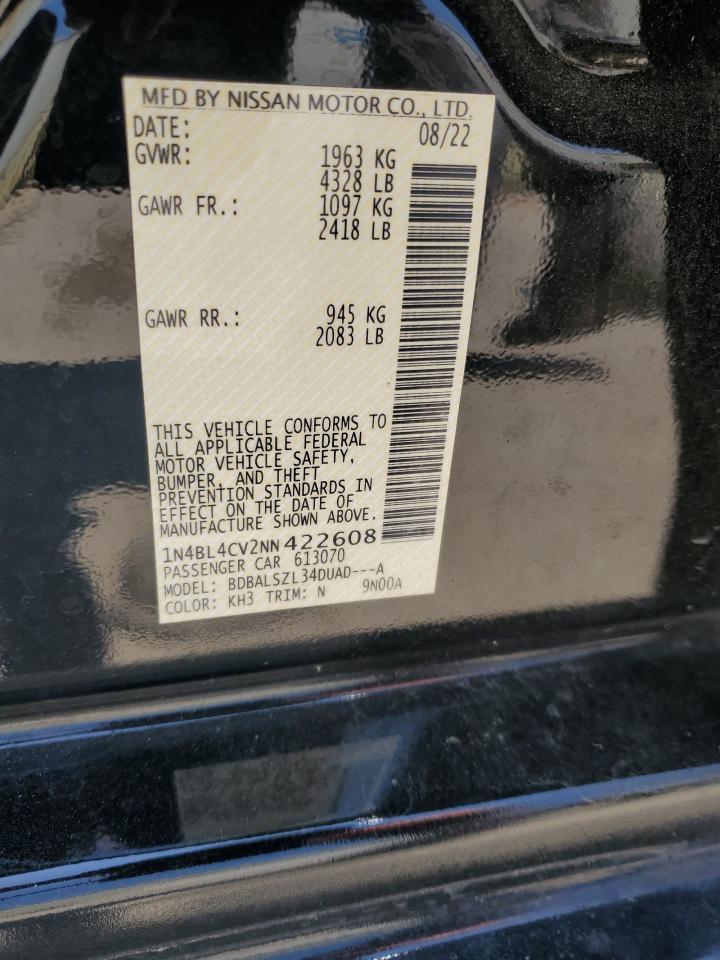 MFD BY NISSAN MOTOR CO., LTD.
DATE: 08/22
GVWR: 1963 KG
4328 LB
GAWR FR.: 1097 KG
2418 LB
GAWR RR.: 945 KG
2083 LB
THIS VEHICLE CONFORMS TO
ALL APPLICABLE FEDERAL
MOTOR VEHICLE SAFETY,
BUMPER, AND THEFT
PREVENTION STANDARDS IN
EFFECT ON THE DATE OF
MANUFACTURE SHOWN ABOVE.
1N4BL4CV2NN422608
PASSENGER CAR 613070
MODEL: BDBALSZL34DUAD---A
COLOR: KH3 TRIM: N 9N00A